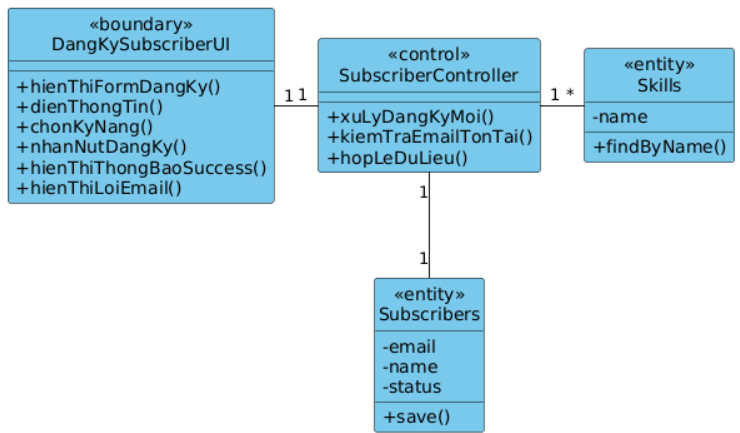 «boundary»
DangKySubscriberUI
+hienThiFormDangKy()
+dienThongTin()
+chonKyNang()
+nhanNutDangKy()
+hienThiThongBaoSuccess()
+hienThiLoiEmail()
1 1
«control»
SubscriberController
+xuLyDangKyMoi()
+kiemTraEmailTonTai()
+hopLeDuLieu()
1 *
«entity»
Skills
-name
+findByName()
1
1
«entity»
Subscribers
-email
-name
-status
+save()